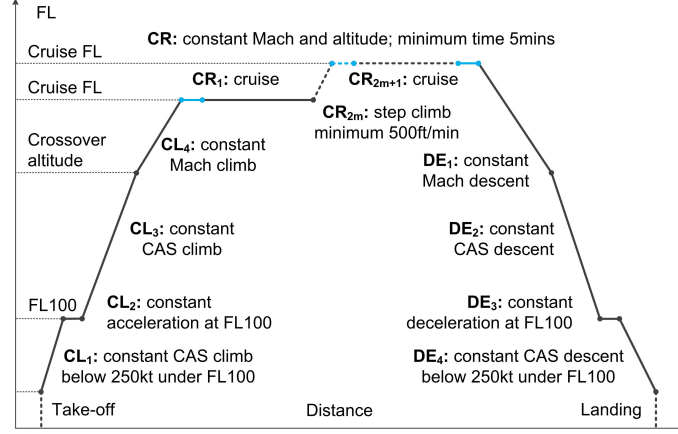 FL
CR: constant Mach and altitude; minimum time 5mins
Cruise FL
CR1: cruise
CR2m+1: cruise
Cruise FL
CR2m: step climb
minimum 500ft/min
Crossover
altitude
CL4: constant
Mach climb
DE1: constant
Mach descent
CL3: constant
CAS climb
DE2: constant
CAS descent
FL100
CL2: constant
acceleration at FL100
DE3: constant
deceleration at FL100
CL1: constant CAS climb
below 250kt under FL100
DE4: constant CAS descent
below 250kt under FL100
Take-off
Distance
Landing